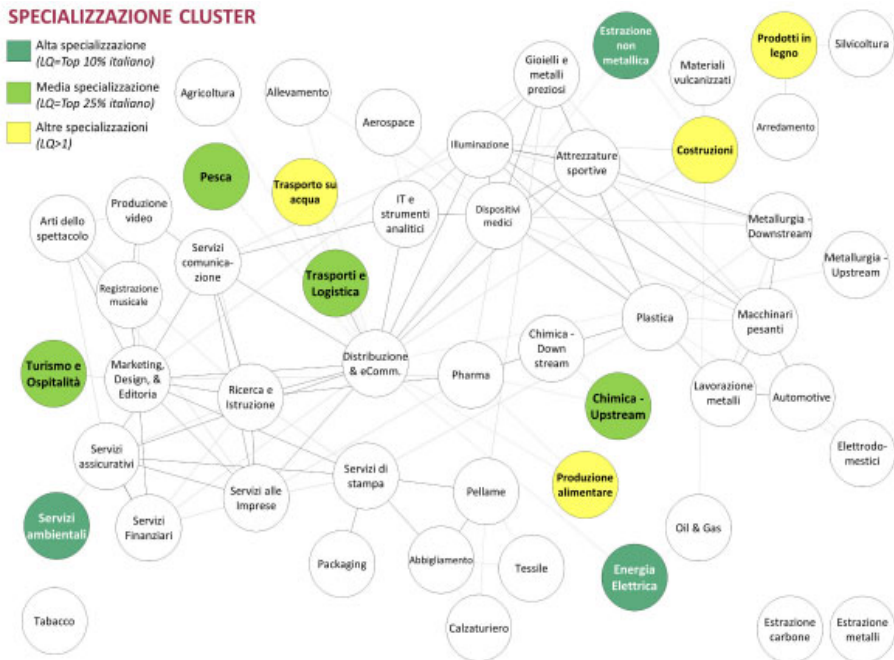 SPECIALIZZAZIONE CLUSTER
Alta specializzazione
(LQ=Top 10% italiano)
Media specializzazione
(LQ=Top 25% italiano)
Altre specializzazioni
(LQ>1)
Agricoltura
Allevamento
Aerospace
Gioielli e
metalli
preziosi
Estrazione
non
metallica
Materiali
vulcanizzati
Prodotti in
legno
Silvicoltura
Arredamento
Illuminazione
Attrezzature
sportive
Costruzioni
Pesca
Trasporto su
acqua
IT e
strumenti
analitici
Dispositivi
medici
Metallurgia -
Downstream
Metallurgia -
Upstream
Arti dello
spettacolo
Produzione
video
Servizi
comunica-
zione
Registrazione
musicale
Trasporti e
Logistica
Plastica
Macchinari
pesanti
Turismo e
Ospitalità
Marketing,
Design, &
Editoria
Ricerca e
Istruzione
Distribuzione
& eComm.
Pharma
Chimica -
Down
stream
Chimica -
Upstream
Lavorazione
metalli
Automotive
Elettrodo-
mestici
Servizi
assicurativi
Servizi alle
Imprese
Servizi di
stampa
Pellame
Produzione
alimentare
Oil & Gas
Servizi
ambientali
Servizi
Finanziari
Packaging
Abbigliamento
Tessile
Energia
Elettrica
Tabacco
Calzaturiero
Estrazione
carbone
Estrazione
metalli